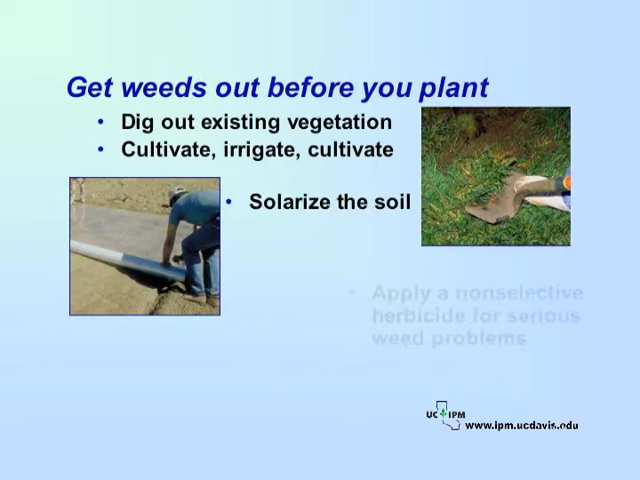 Get weeds out before you plant
• Dig out existing vegetation
• Cultivate, irrigate, cultivate
• Solarize the soil
• Apply a nonselective
herbicide for serious
weed problems
UC IPM
www.ipm.ucdavis.edu